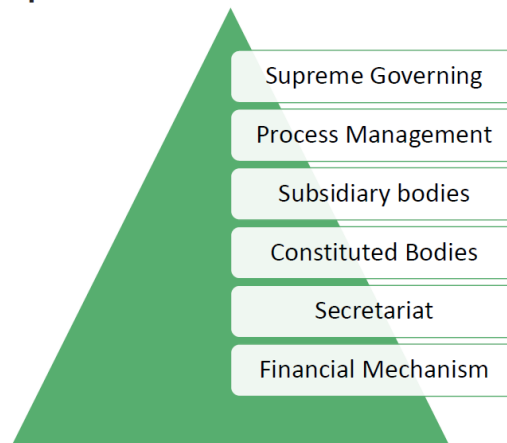 Supreme Governing
Process Management
Subsidiary bodies
Constituted Bodies
Secretariat
Financial Mechanism